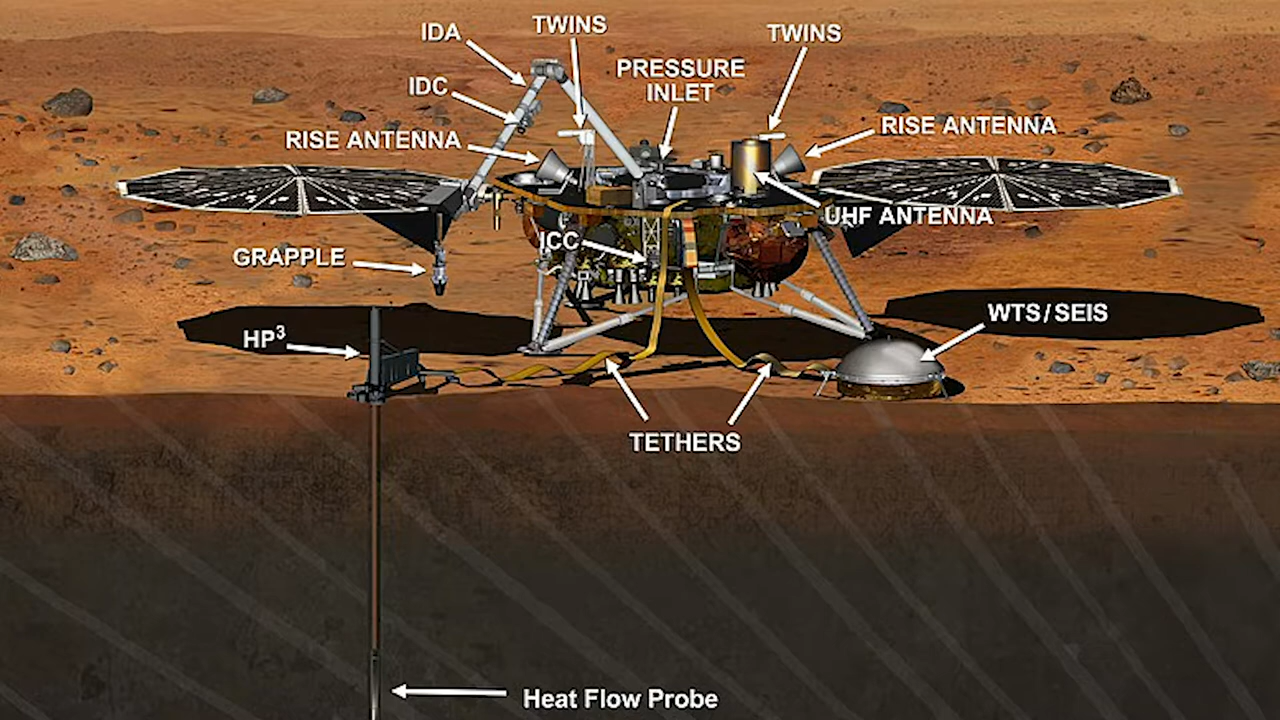 TWINS
IDA
TWINS
PRESSURE
INLET
IDC
RISE ANTENNA
RISE ANTENNA
UHF ANTENNA
ICC
GRAPPLE
WTS/SEIS
HP³
TETHERS
Heat Flow Probe